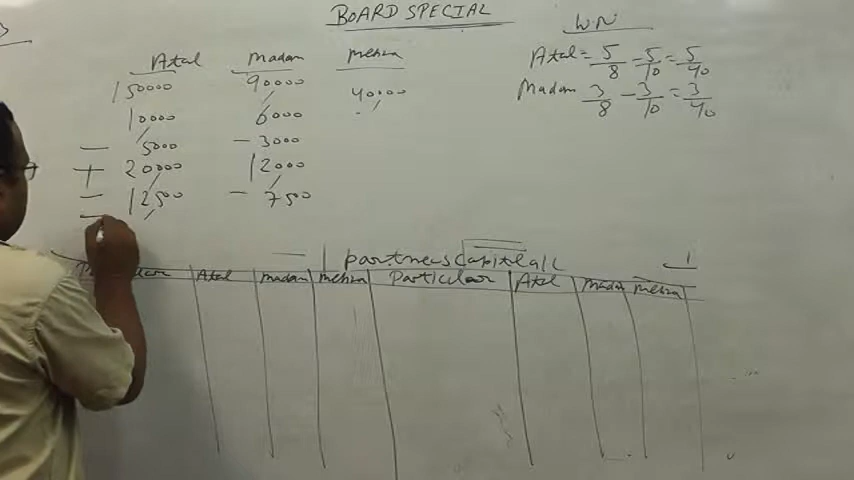 BOARD SPECIAL
W.N
Atal Madan Mehra
150000 90000 40000
10000 6000
- 5000 - 3000
+ 20000 12000
- 12500 - 7500
Atal = 5/8 - 5/10 = 5/40
Madan 3/8 - 3/10 = 3/40
Partners Capital a/c
Atal Madan Mehra Particular Atal Madan Mehra